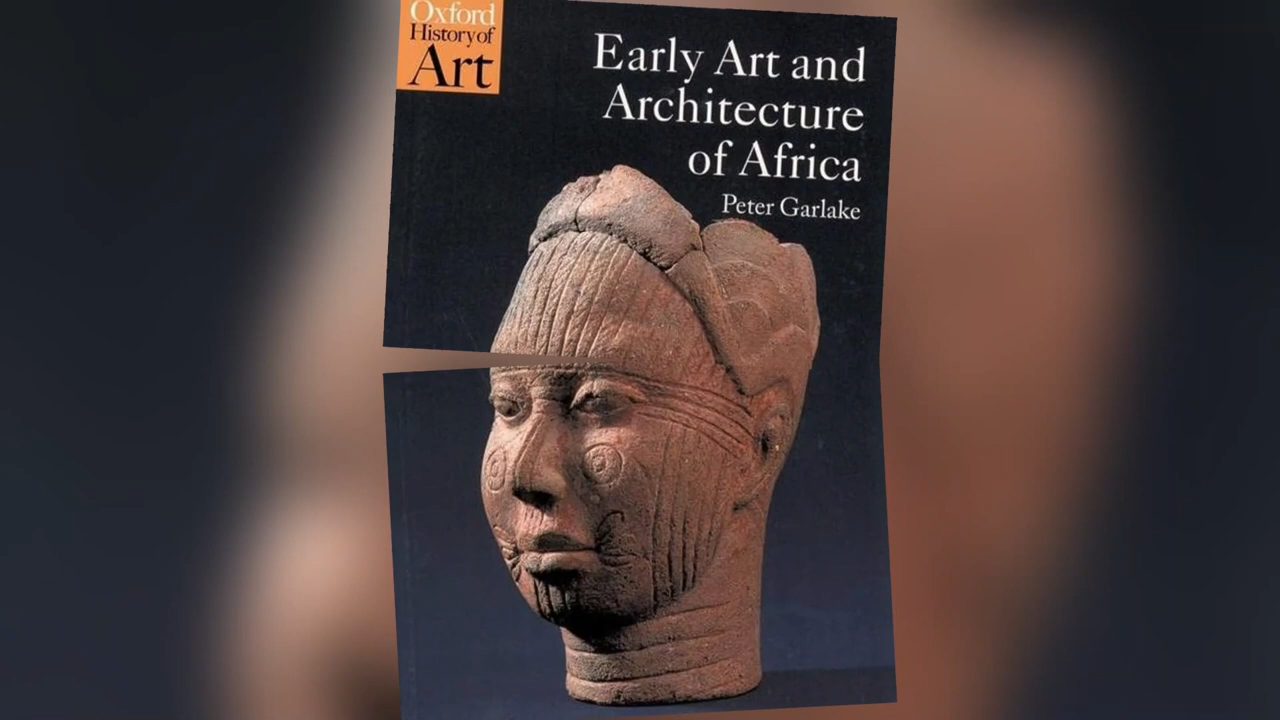 Oxford
History of
Art
Early Art and
Architecture
of Africa
Peter Garlake